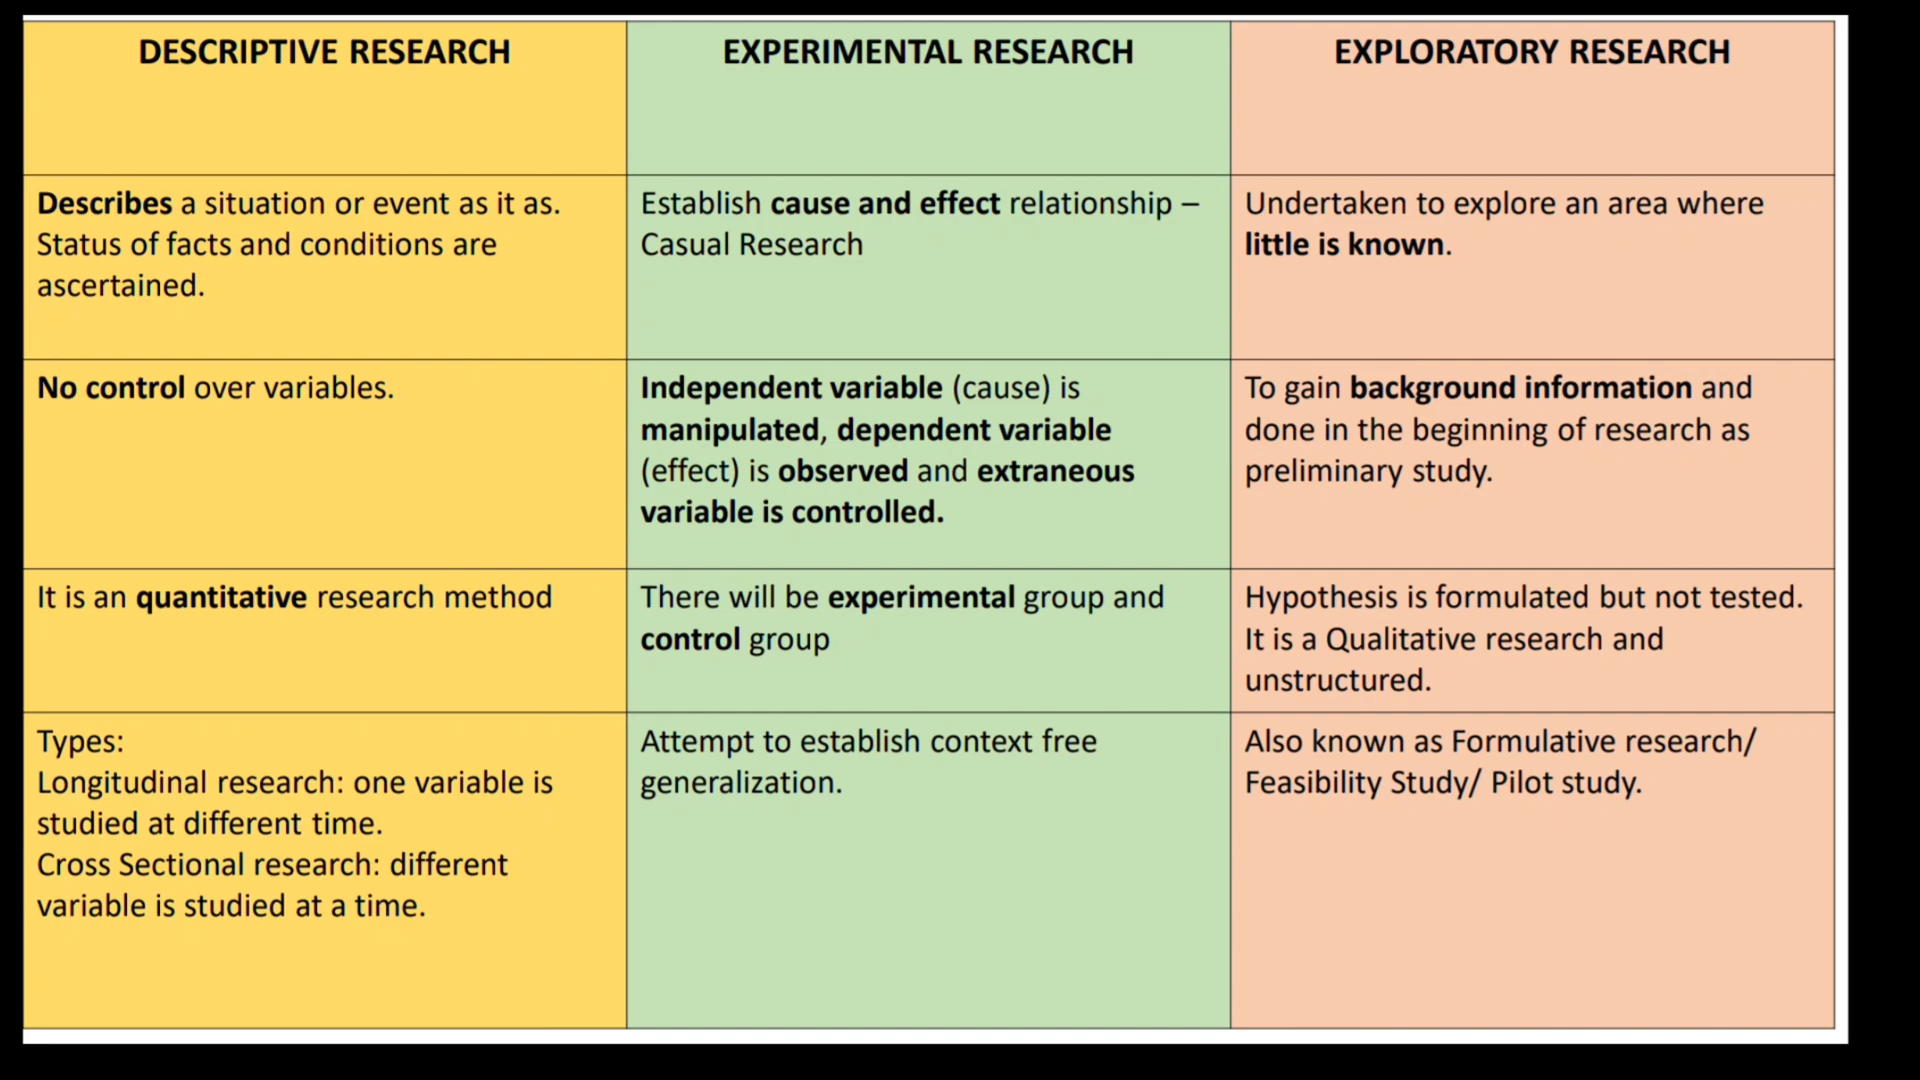 DESCRIPTIVE RESEARCH
EXPERIMENTAL RESEARCH
EXPLORATORY RESEARCH
Describes a situation or event as it as.
Status of facts and conditions are
ascertained.
Establish cause and effect relationship –
Casual Research
Undertaken to explore an area where
little is known.
No control over variables.
Independent variable (cause) is
manipulated, dependent variable
(effect) is observed and extraneous
variable is controlled.
To gain background information and
done in the beginning of research as
preliminary study.
It is an quantitative research method
There will be experimental group and
control group
Hypothesis is formulated but not tested.
It is a Qualitative research and
unstructured.
Types:
Longitudinal research: one variable is
studied at different time.
Cross Sectional research: different
variable is studied at a time.
Attempt to establish context free
generalization.
Also known as Formulative research/
Feasibility Study/ Pilot study.